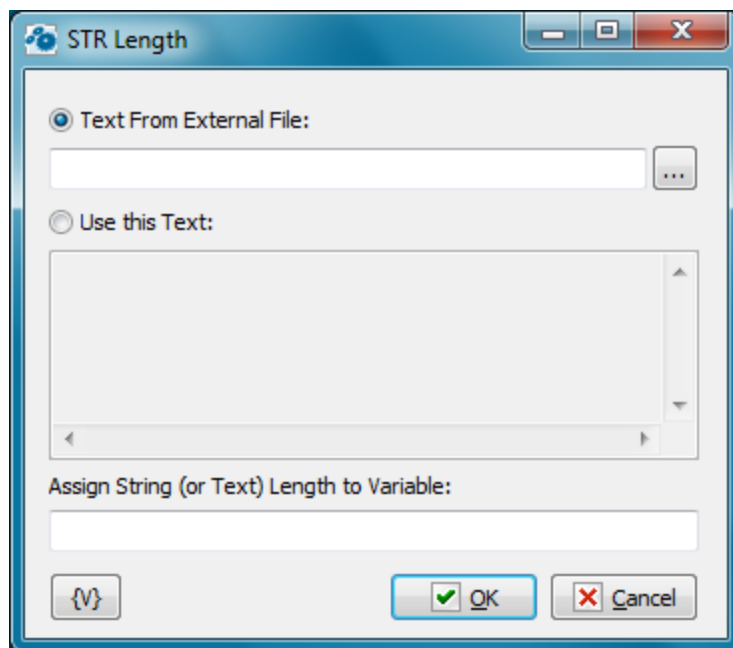 STR Length
Text From External File:
...
Use this Text:
Assign String (or Text) Length to Variable:
{V} OK Cancel